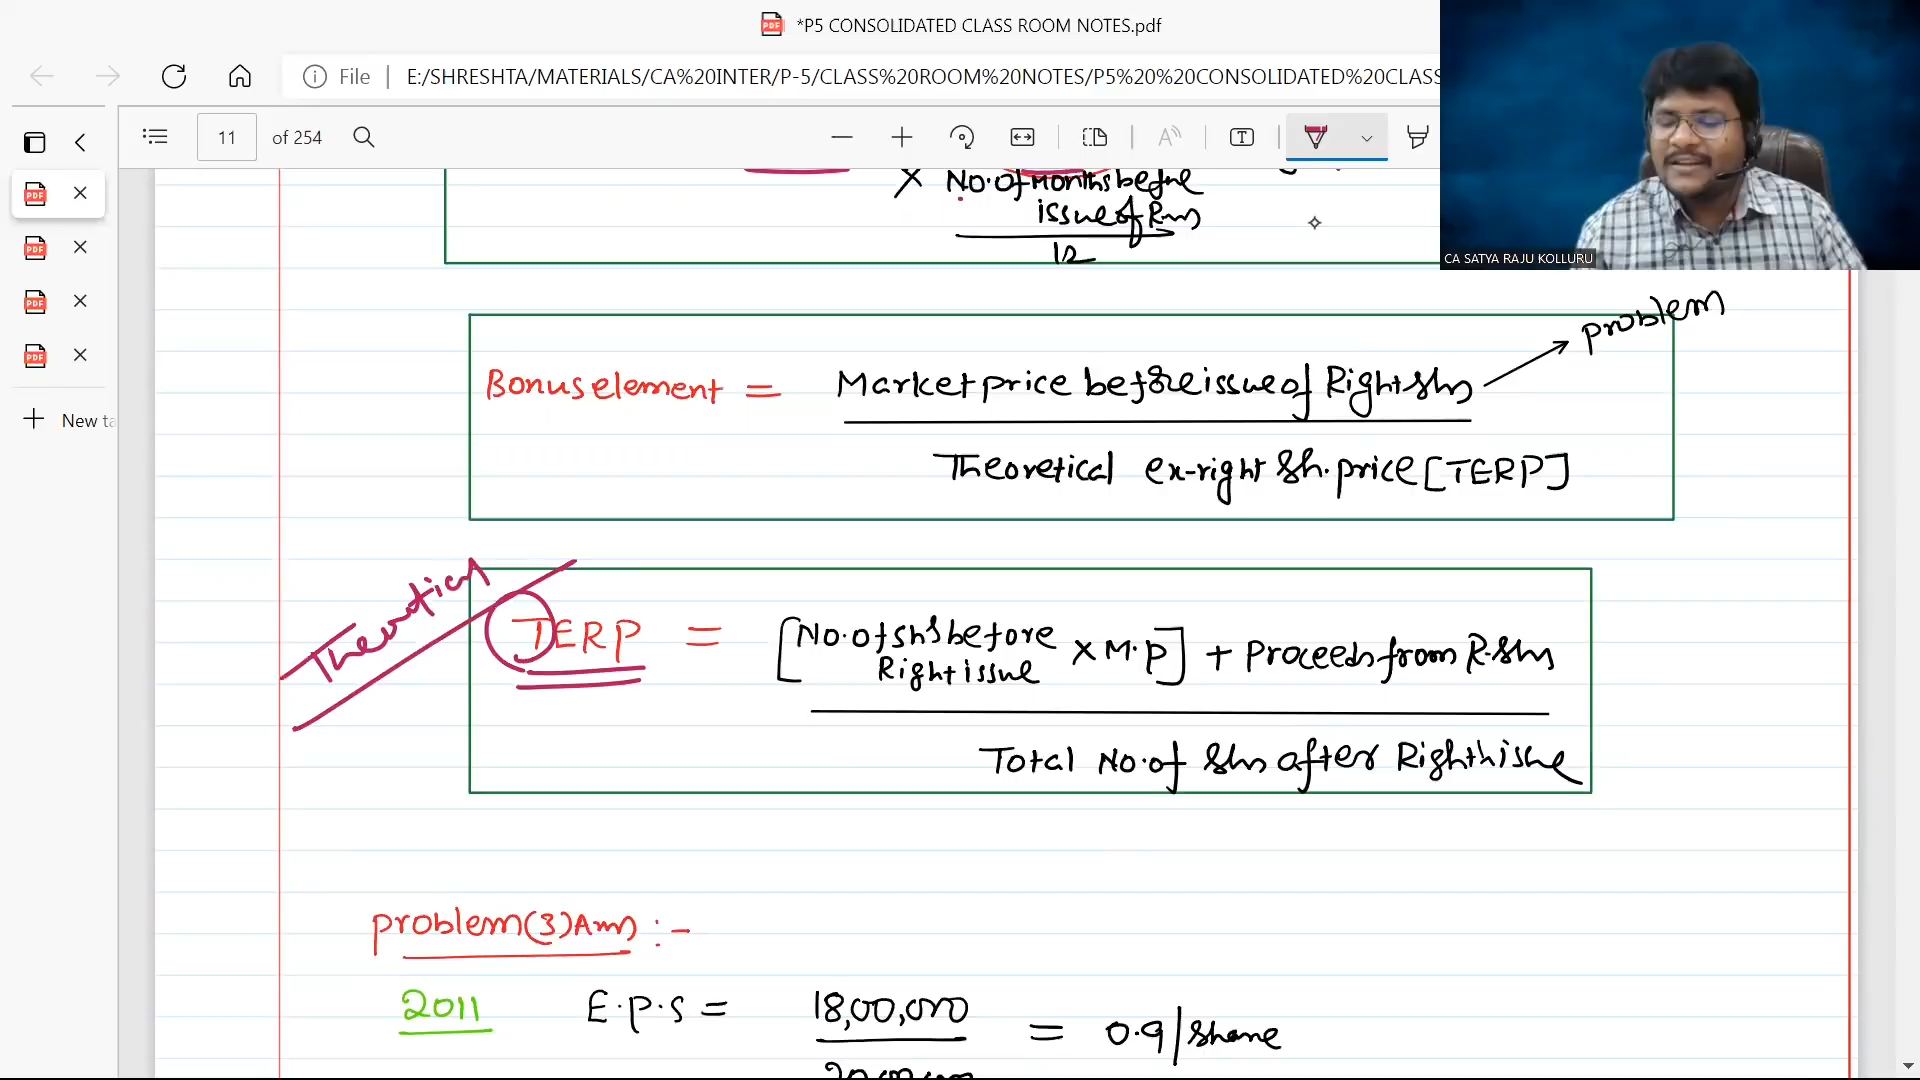 *P5 CONSOLIDATED CLASS ROOM NOTES.pdf
File | E:/SHRESHTA/MATERIALS/CA%20INTER/P-5/CLASS%20ROOM%20NOTES/P5%20%20CONSOLIDATED%20CLASS
11 of 254
New ta
CA SATYA RAJU KOLLURU
X No. of Months before
issue of
12
problem
Bonus element = Market price before issue of Right Shs
Theoretical ex-right Sh. price [TERP]
Theoretical
TERP = [No. of shs before Right issue X M.P] + Proceeds from R. Shs
Total No. of Shs after Right issue
problem (3) Ans :-
2011 E.P.S = 18,00,000 = 0.9/share